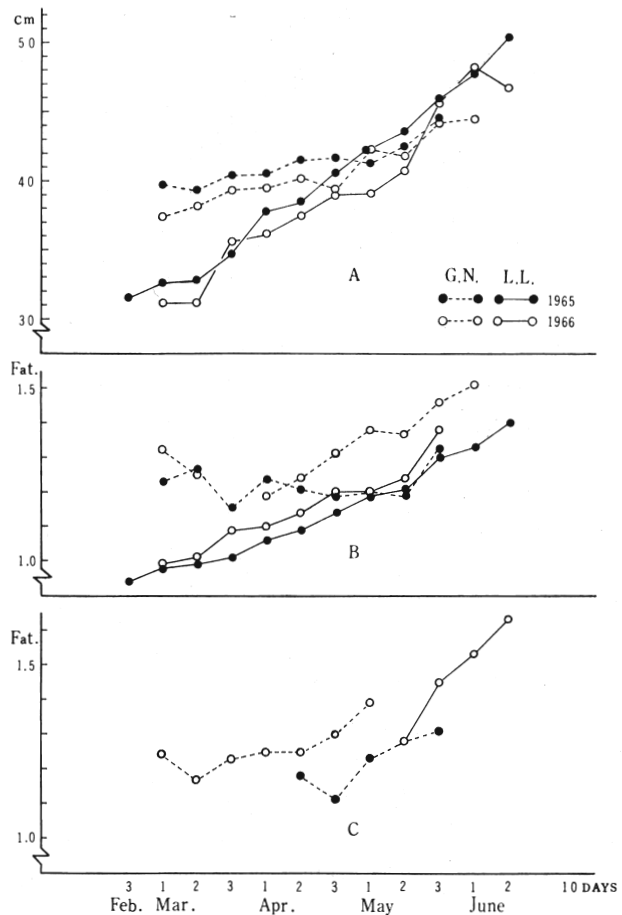 cm
50
40
A
G.N. L.L.
1965
1966
30
Fat.
1.5
1.0
B
Fat.
1.5
1.0
C
3 1 2 3 1 2 3 1 2 3 1 2 10 DAYS
Feb. Mar. Apr. May June